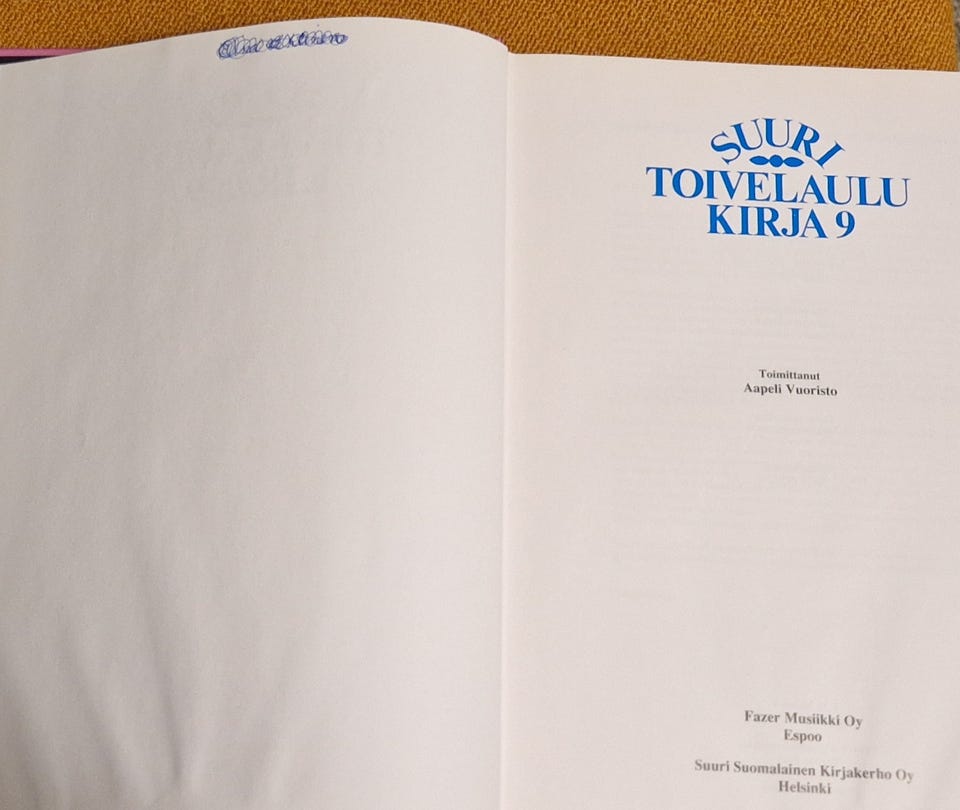 SUURI
TOIVELAULU
KIRJA 9
Toimittanut
Aapeli Vuoristo
Fazer Musiikki Oy
Espoo
Suuri Suomalainen Kirjakerho Oy
Helsinki